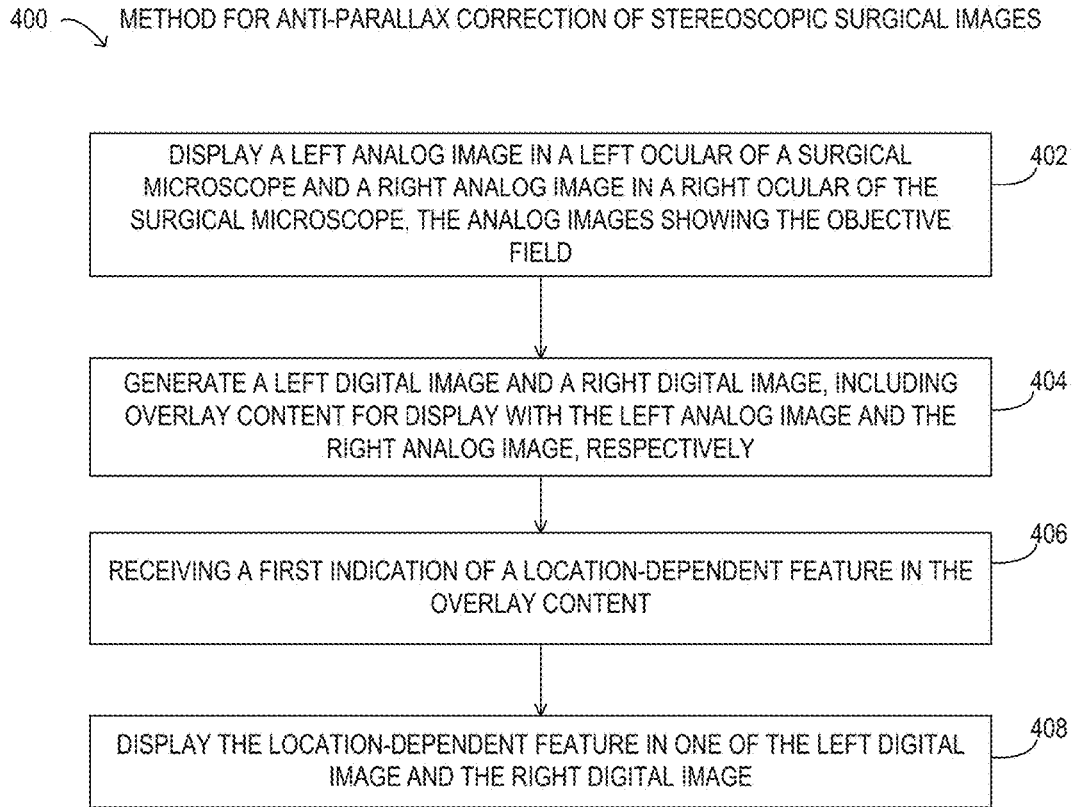 400 METHOD FOR ANTI-PARALLAX CORRECTION OF STEREOSCOPIC SURGICAL IMAGES
DISPLAY A LEFT ANALOG IMAGE IN A LEFT OCULAR OF A SURGICAL
MICROSCOPE AND A RIGHT ANALOG IMAGE IN A RIGHT OCULAR OF THE
SURGICAL MICROSCOPE, THE ANALOG IMAGES SHOWING THE OBJECTIVE
FIELD
402
GENERATE A LEFT DIGITAL IMAGE AND A RIGHT DIGITAL IMAGE, INCLUDING
OVERLAY CONTENT FOR DISPLAY WITH THE LEFT ANALOG IMAGE AND THE
RIGHT ANALOG IMAGE, RESPECTIVELY
404
RECEIVING A FIRST INDICATION OF A LOCATION-DEPENDENT FEATURE IN THE
OVERLAY CONTENT
406
DISPLAY THE LOCATION-DEPENDENT FEATURE IN ONE OF THE LEFT DIGITAL
IMAGE AND THE RIGHT DIGITAL IMAGE
408